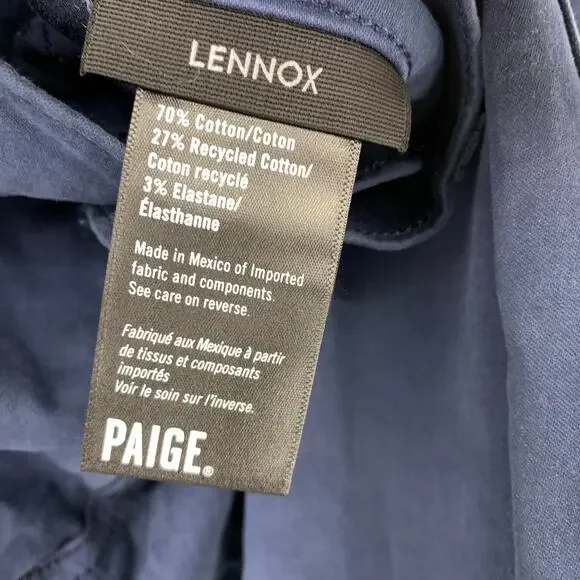 LENNOX
70% Cotton/Coton
27% Recycled Cotton/
Coton recyclé
3% Elastane/
Élasthanne
Made in Mexico of Imported
fabric and components.
See care on reverse.
Fabriqué aux Mexique à partir
de tissus et composants
importés
Voir le soin sur l'inverse.
PAIGE®